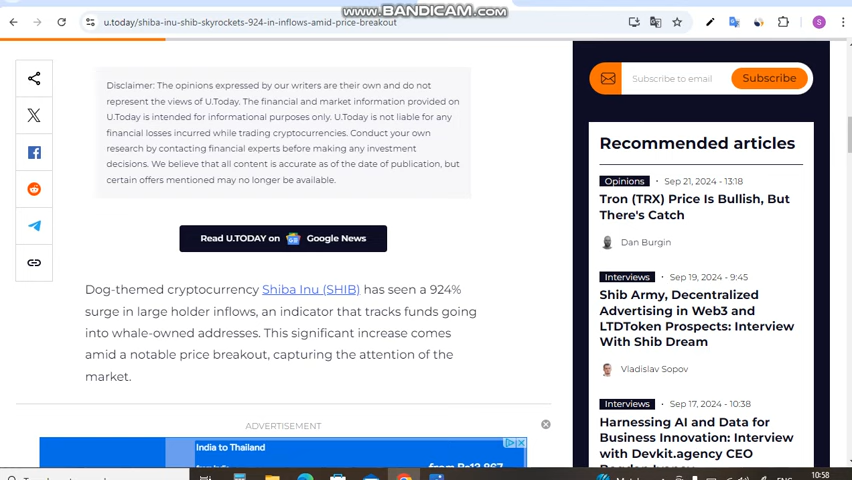 www.BANDICAM.com
u.today/shiba-inu-shib-skyrockets-924-in-inflows-amid-price-breakout
S
Disclaimer: The opinions expressed by our writers are their own and do not
represent the views of U.Today. The financial and market information provided on
U.Today is intended for informational purposes only. U.Today is not liable for any
financial losses incurred while trading cryptocurrencies. Conduct your own
research by contacting financial experts before making any investment
decisions. We believe that all content is accurate as of the date of publication, but
certain offers mentioned may no longer be available.
Read U.TODAY on Google News
Dog-themed cryptocurrency Shiba Inu (SHIB) has seen a 924%
surge in large holder inflows, an indicator that tracks funds going
into whale-owned addresses. This significant increase comes
amid a notable price breakout, capturing the attention of the
market.
ADVERTISEMENT
India to Thailand
from Rp13,867
Subscribe to email
Subscribe
Recommended articles
Opinions · Sep 21, 2024 - 13:18
Tron (TRX) Price Is Bullish, But
There's Catch
Dan Burgin
Interviews · Sep 19, 2024 - 9:45
Shib Army, Decentralized
Advertising in Web3 and
LTDToken Prospects: Interview
With Shib Dream
Vladislav Sopov
Interviews · Sep 17, 2024 - 10:38
Harnessing AI and Data for
Business Innovation: Interview
with Devkit.agency CEO
10:58